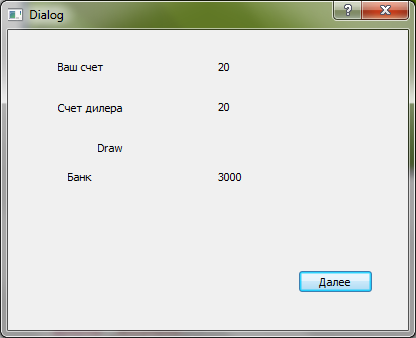 Dialog
Ваш счет 20
Счет дилера 20
Draw
Банк 3000
Далее